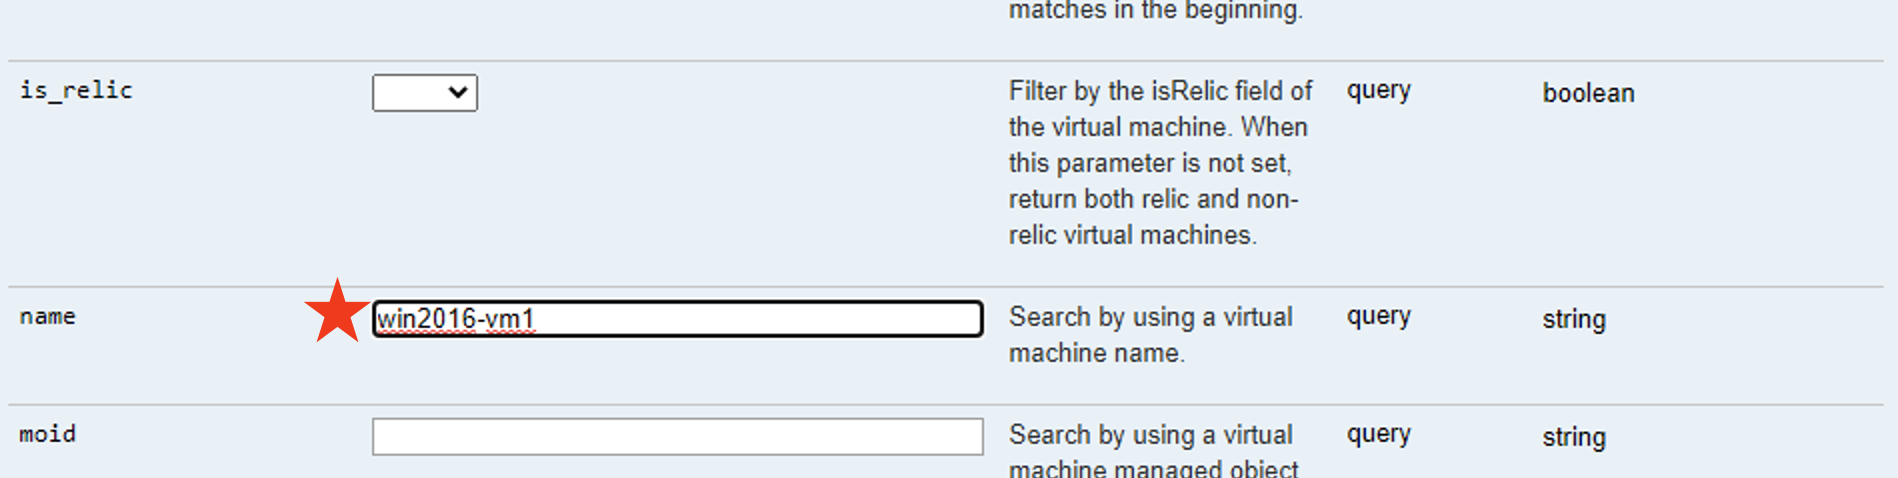 matches in the beginning.
is_relic
Filter by the isRelic field of
the virtual machine. When
this parameter is not set,
return both relic and non-
relic virtual machines.
query
boolean
name
win2016-vm1
Search by using a virtual
machine name.
query
string
moid
Search by using a virtual
machine managed object
query
string